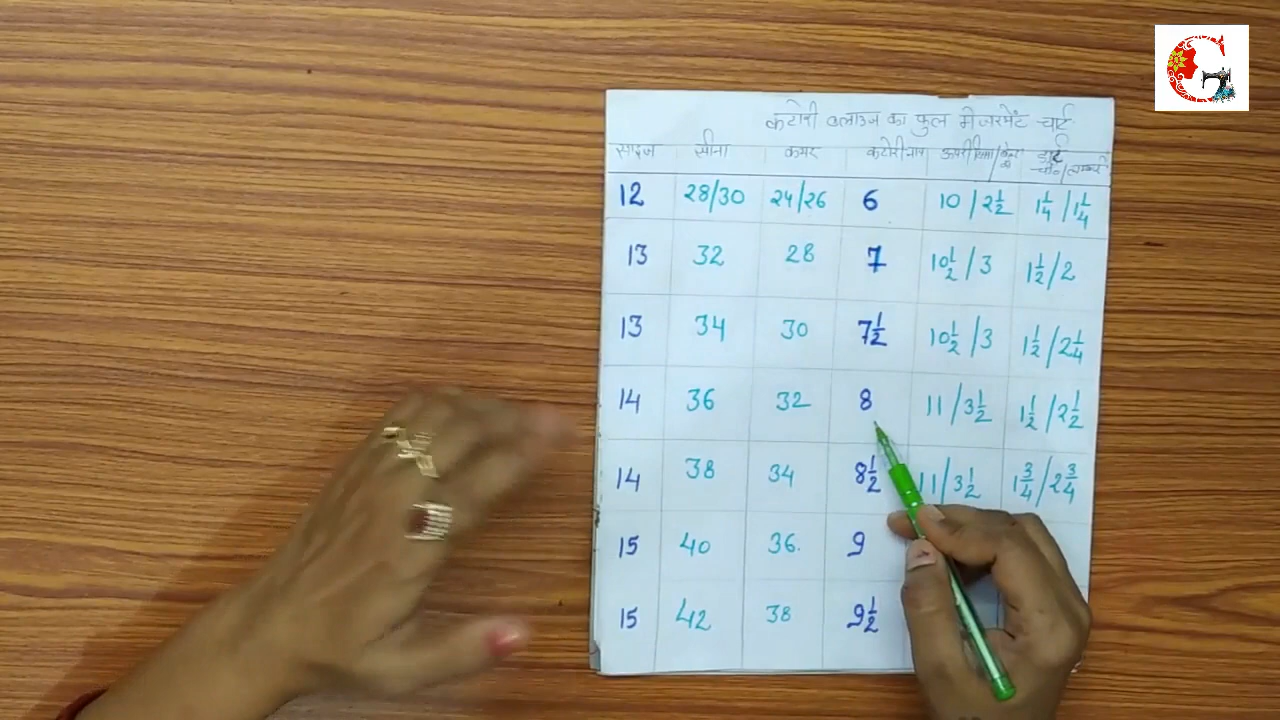 कटोरी ब्लाउज का फुल मेजरमेंट चार्ट
साइज सीना कमर कटोरी नाप ऊपरी हिस्सा/ डार्ट
12 28/30 24/26 6 10/2½ 1¼/1¼
13 32 28 7 10½/3 1½/2
13 34 30 7½ 10½/3 1½/2¼
14 36 32 8 11/3½ 1½/2½
14 38 34 8½ 11/3½ 1¾/2¾
15 40 36. 9
15 42 38 9½